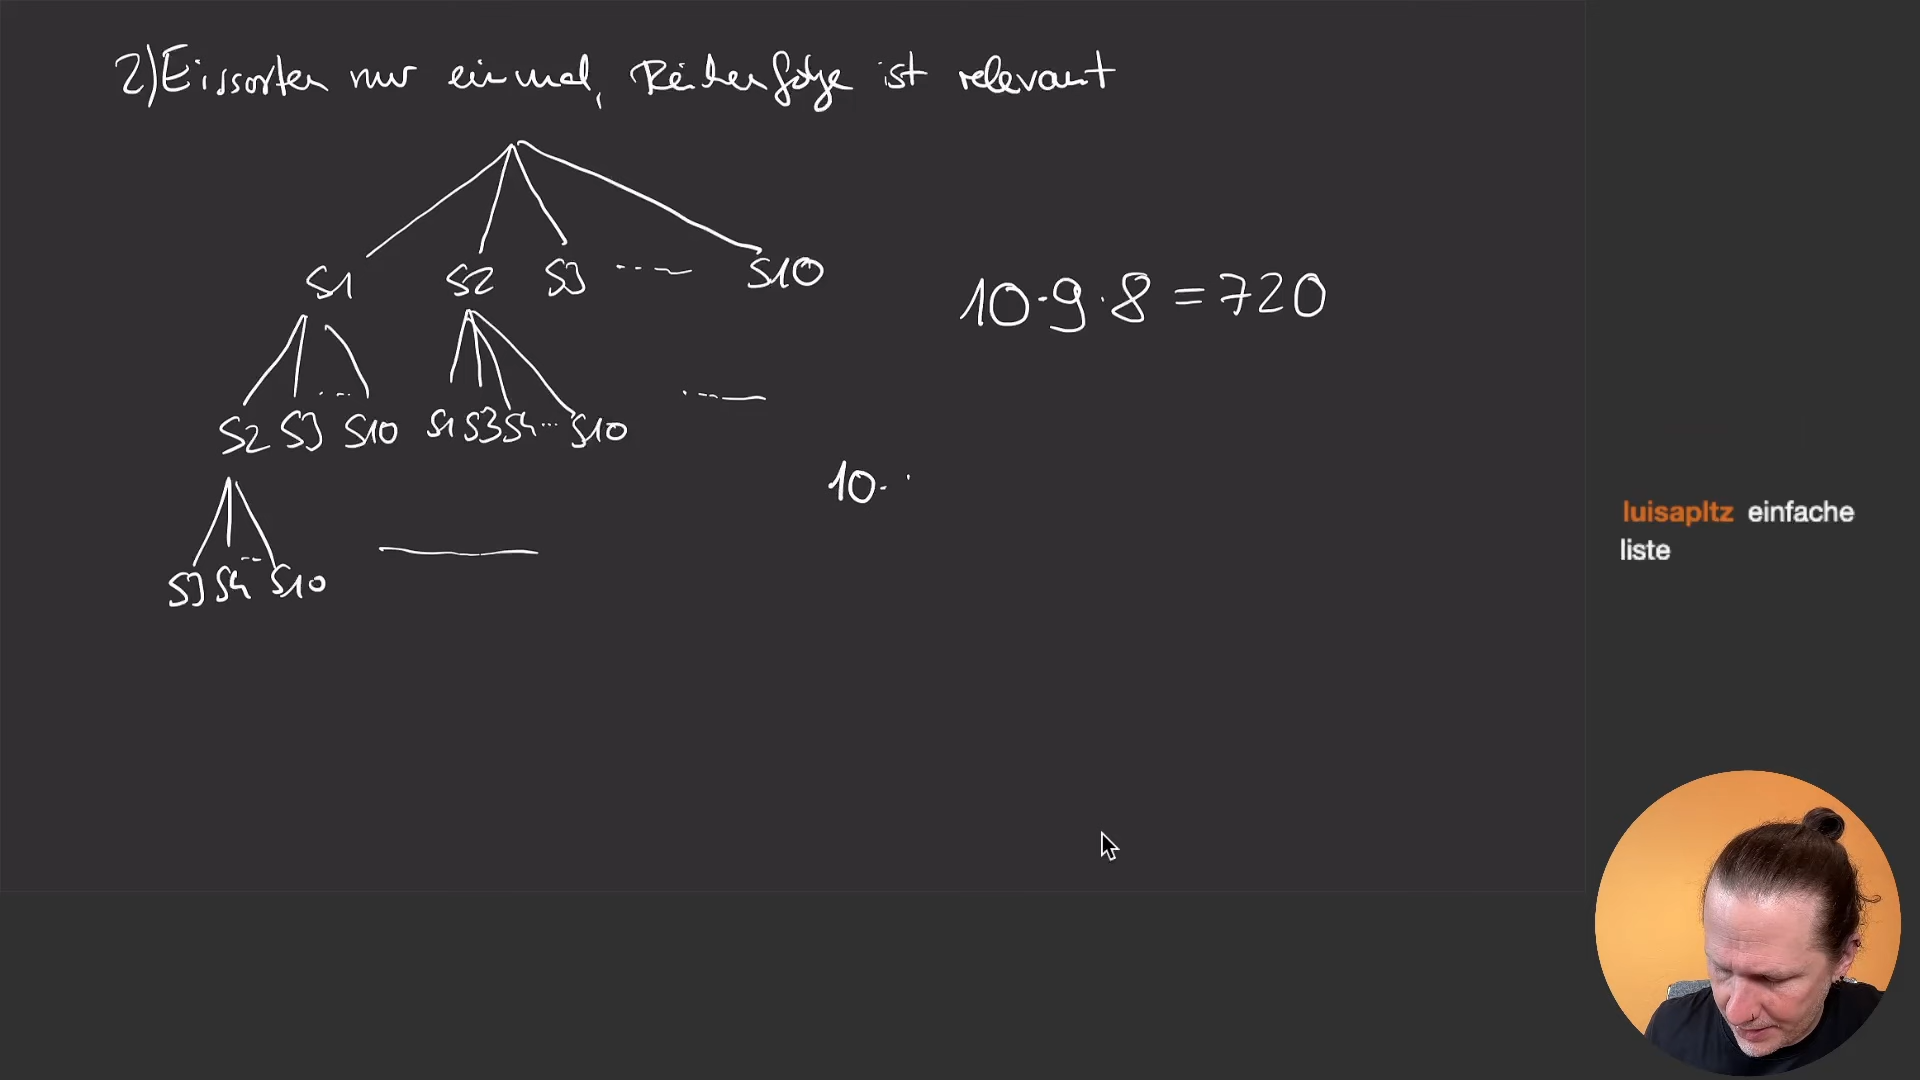 2) Eissorten nur einmal, Reihenfolge ist relevant
S1 S2 S3 ---- S10
10·9·8 = 720
S2 S3 ... S10 S1 S3 S4 ... S10
10·
S3 S4 -- S10
luisapltz einfache
liste